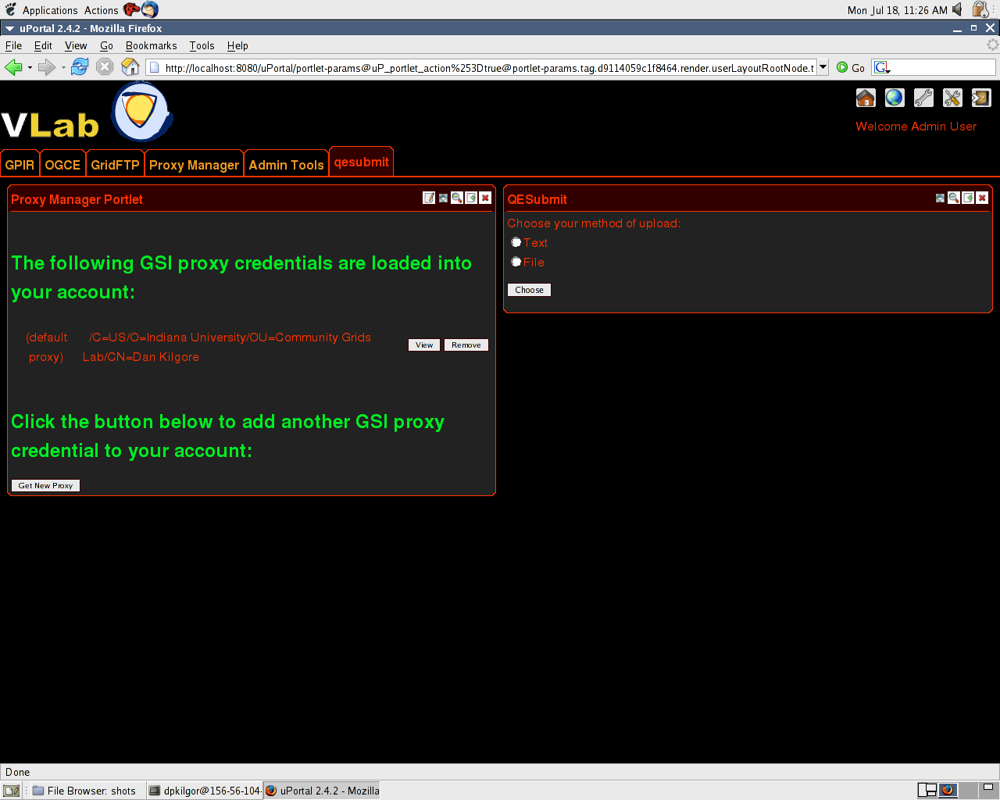 Applications Actions Mon Jul 18, 11:26 AM
uPortal 2.4.2 - Mozilla Firefox
File Edit View Go Bookmarks Tools Help
http://localhost:8080/uPortal/portlet-params@uP_portlet_action%253Dtrue@portlet-params.tag.d9114059c1f8464.render.userLayoutRootNode.t Go
VLab
Welcome Admin User
GPIR OGCE GridFTP Proxy Manager Admin Tools qesubmit
Proxy Manager Portlet
The following GSI proxy credentials are loaded into
your account:
(default /C=US/O=Indiana University/OU=Community Grids
proxy) Lab/CN=Dan Kilgore
View Remove
Click the button below to add another GSI proxy
credential to your account:
Get New Proxy
QESubmit
Choose your method of upload:
Text
File
Choose
Done
File Browser: shots dpkilgor@156-56-104- uPortal 2.4.2 - Mozilla